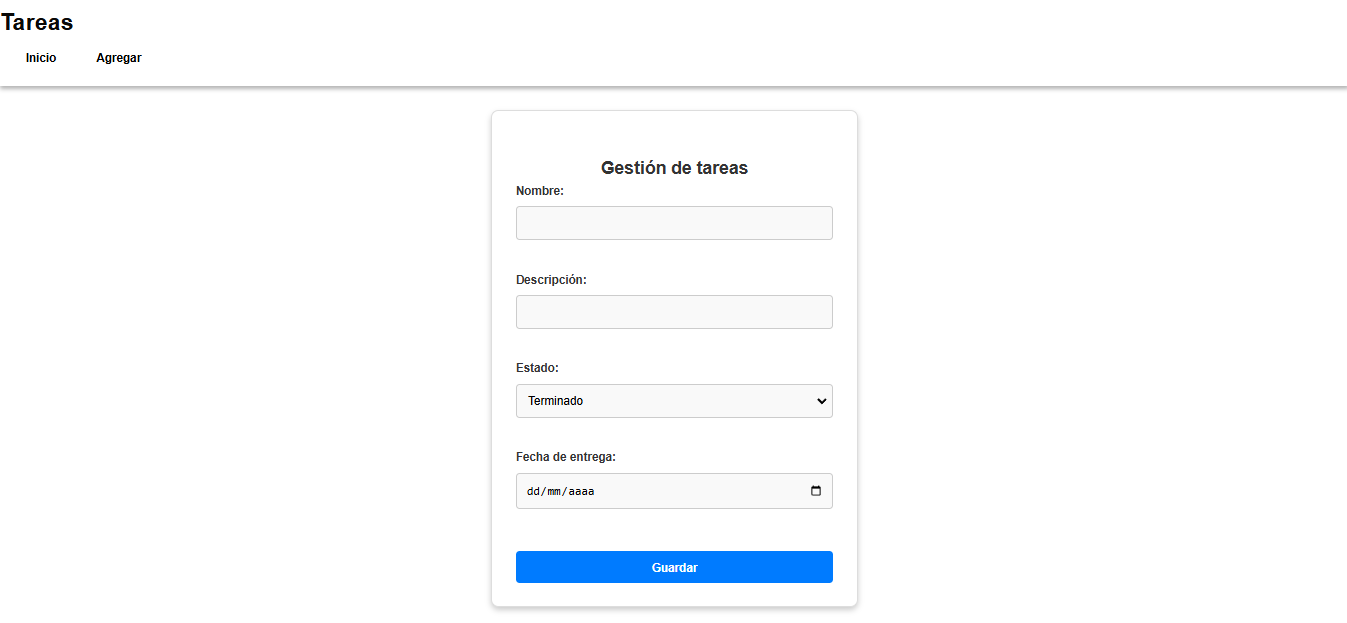 Tareas
Inicio Agregar
Gestión de tareas
Nombre:
Descripción:
Estado:
Terminado
Fecha de entrega:
dd/mm/aaaa
Guardar